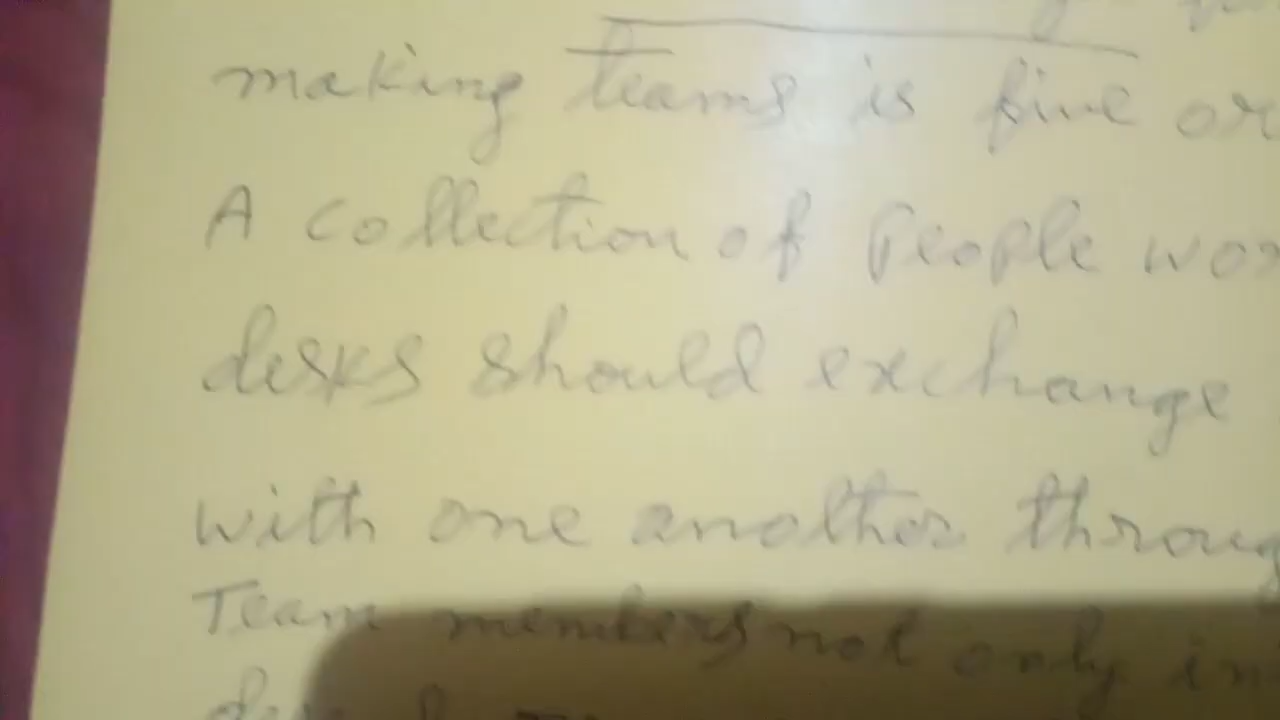 making teams is five or
A collection of People wor
desks should exchange
with one another throug
Team members not only in